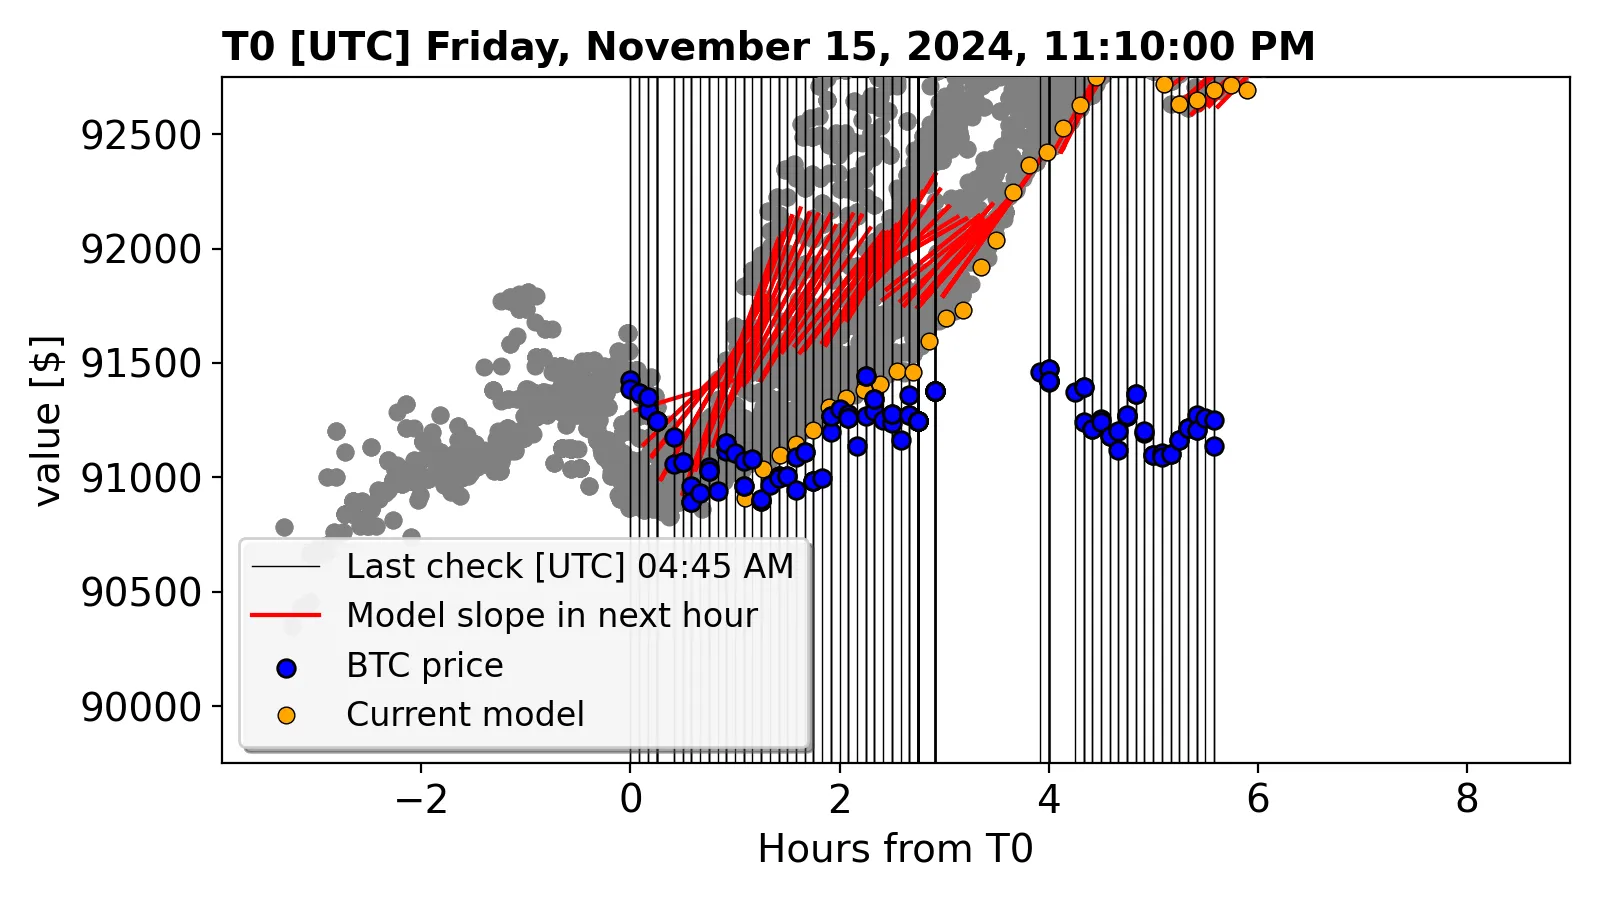 T0 [UTC] Friday, November 15, 2024, 11:10:00 PM
value [$]
92500
92000
91500
91000
90500
90000
Last check [UTC] 04:45 AM
Model slope in next hour
BTC price
Current model
−2 0 2 4 6 8
Hours from T0